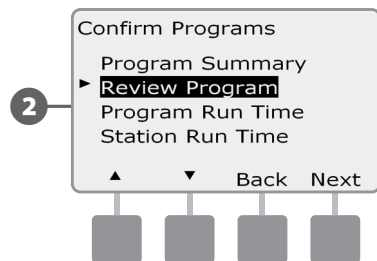 Confirm Programs
Program Summary
► Review Program
Program Run Time
Station Run Time
2
▲ ▼ Back Next